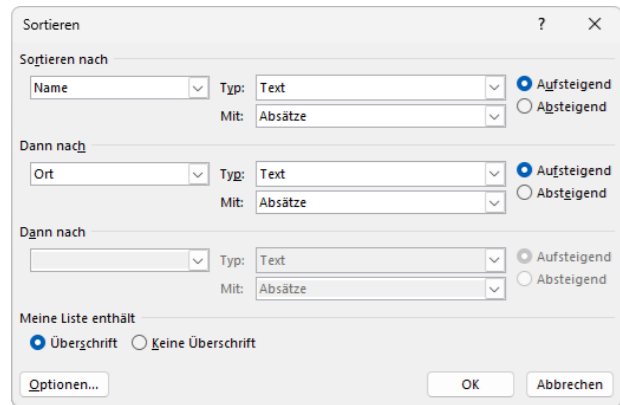 Sortieren ?
Sortieren nach
Name Typ: Text Aufsteigend
Mit: Absätze Absteigend
Dann nach
Ort Typ: Text Aufsteigend
Mit: Absätze Absteigend
Dann nach
Typ: Text Aufsteigend
Mit: Absätze Absteigend
Meine Liste enthält
Überschrift Keine Überschrift
Optionen... OK Abbrechen